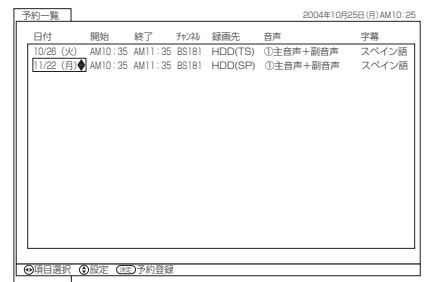 予約一覧 2004年10月25日(月)AM10:25
日付 開始 終了 ﾁｬﾝﾈﾙ 録画先 音声 字幕
10/26 (火) AM10:35 AM11:35 BS181 HDD(TS) ①主音声+副音声 スペイン語
11/22 (月) AM10:35 AM11:35 BS181 HDD(SP) ①主音声+副音声 スペイン語
項目選択 設定 決定 予約登録